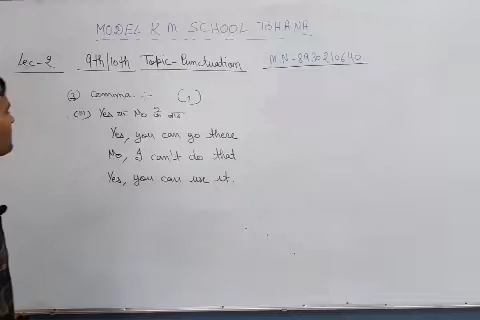 MODEL K M SCHOOL TOHANA
Lec-2 9th/10th Topic-Punctuation M.N-8930210640
(3) Comma :- (,)
(iii) Yes या No के बाद
Yes, you can go there
No, I can't do that
Yes, you can use it.